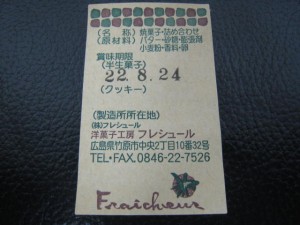 (名 称) 焼菓子・詰め合わせ
(原材料) バター・砂糖・膨張剤
小麦粉・香料・卵
賞味期限
(半生菓子)
22.8.24
(クッキー)
(製造所所在地)
(株)フレシュール
洋菓子工房 フレシュール
広島県竹原市中央2丁目10番32号
TEL・FAX.0846-22-7526
Fraicheur